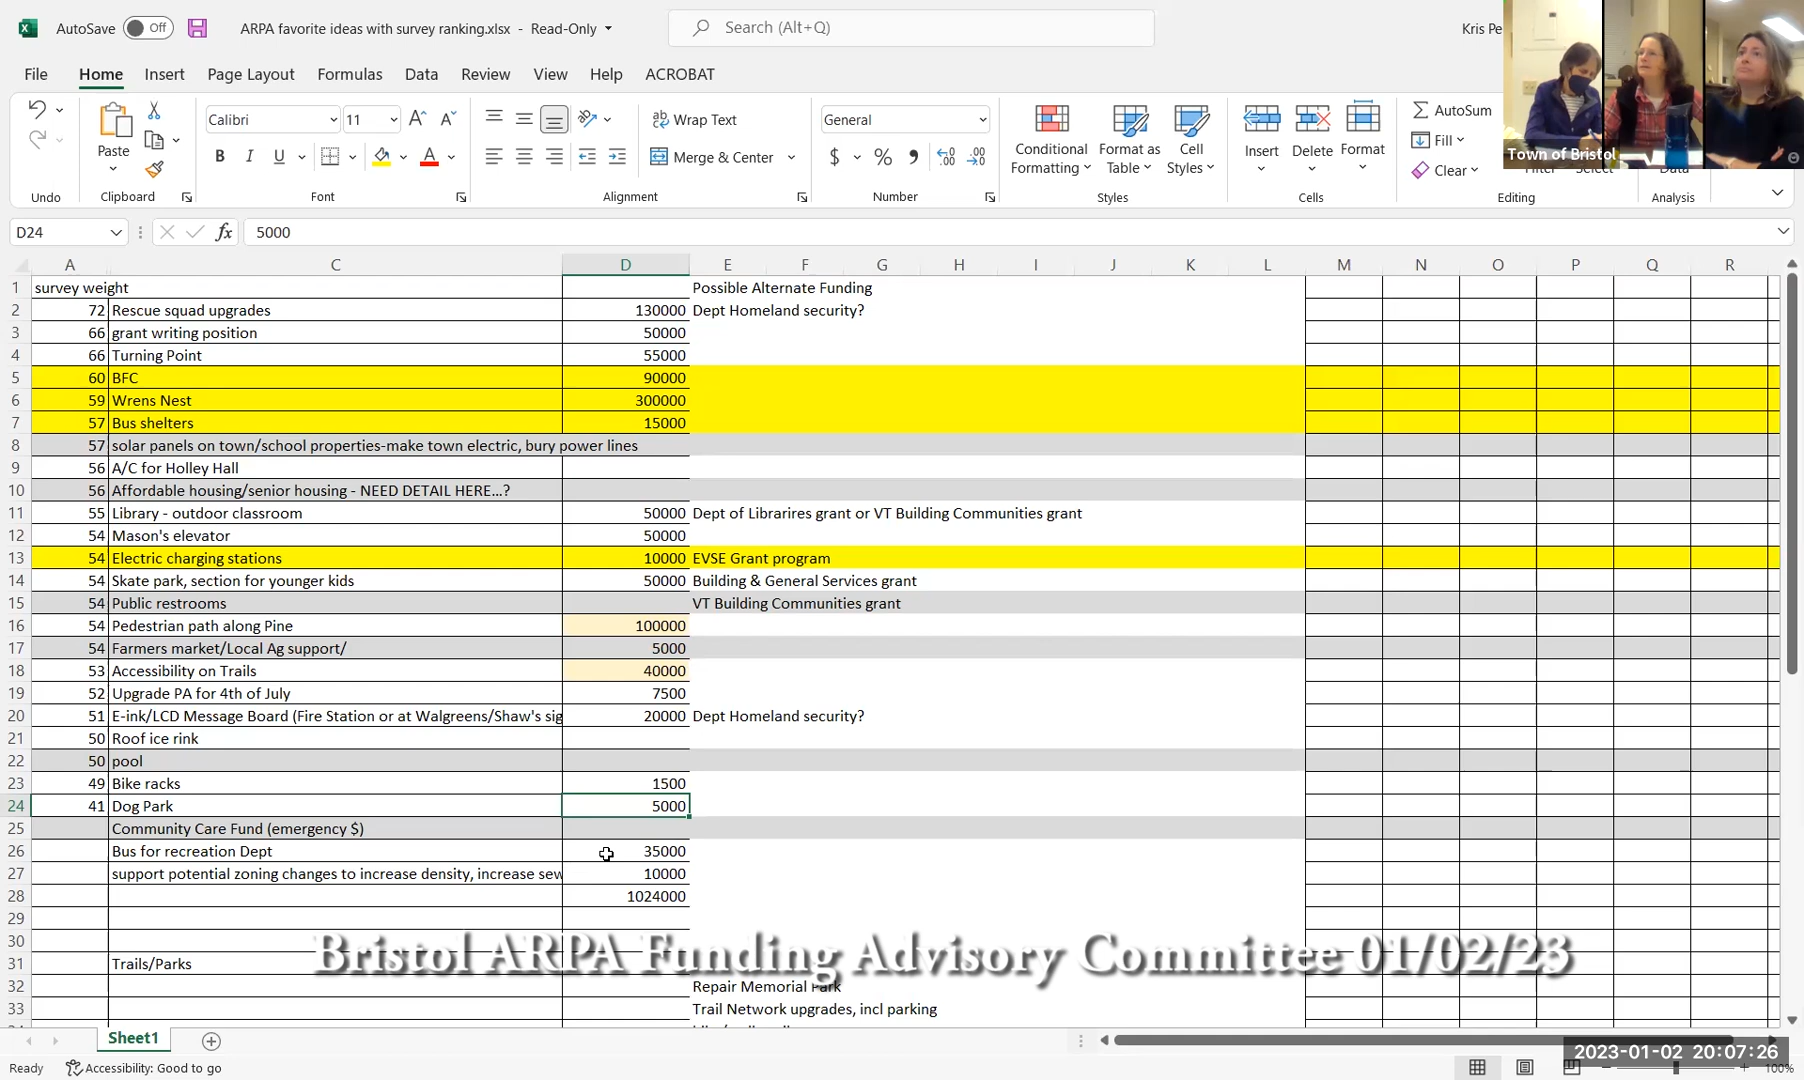 AutoSave Off ARPA favorite ideas with survey ranking.xlsx - Read-Only Search (Alt+Q) Kris Pe
File Home Insert Page Layout Formulas Data Review View Help ACROBAT
Paste Calibri 11 Wrap Text General Conditional Formatting Format as Table Cell Styles Insert Delete Format AutoSum
B I U Merge & Center $ % Fill
Clear
Undo Clipboard Font Alignment Number Styles Cells Editing Analysis
Town of Bristol
D24 fx 5000
A C D E F G H I J K L M N O P Q R
1 survey weight Possible Alternate Funding
2 72 Rescue squad upgrades 130000 Dept Homeland security?
3 66 grant writing position 50000
4 66 Turning Point 55000
5 60 BFC 90000
6 59 Wrens Nest 300000
7 57 Bus shelters 15000
8 57 solar panels on town/school properties-make town electric, bury power lines
9 56 A/C for Holley Hall
10 56 Affordable housing/senior housing - NEED DETAIL HERE...?
11 55 Library - outdoor classroom 50000 Dept of Librarires grant or VT Building Communities grant
12 54 Mason's elevator 50000
13 54 Electric charging stations 10000 EVSE Grant program
14 54 Skate park, section for younger kids 50000 Building & General Services grant
15 54 Public restrooms VT Building Communities grant
16 54 Pedestrian path along Pine 100000
17 54 Farmers market/Local Ag support/ 5000
18 53 Accessibility on Trails 40000
19 52 Upgrade PA for 4th of July 7500
20 51 E-ink/LCD Message Board (Fire Station or at Walgreens/Shaw's sig 20000 Dept Homeland security?
21 50 Roof ice rink
22 50 pool
23 49 Bike racks 1500
24 41 Dog Park 5000
25 Community Care Fund (emergency $)
26 Bus for recreation Dept 35000
27 support potential zoning changes to increase density, increase sew 10000
28 1024000
29
30
Bristol ARPA Funding Advisory Committee 01/02/23
31 Trails/Parks
32 Repair Memorial Park
33 Trail Network upgrades, incl parking
Sheet1
2023-01-02 20:07:26
Ready Accessibility: Good to go 100%